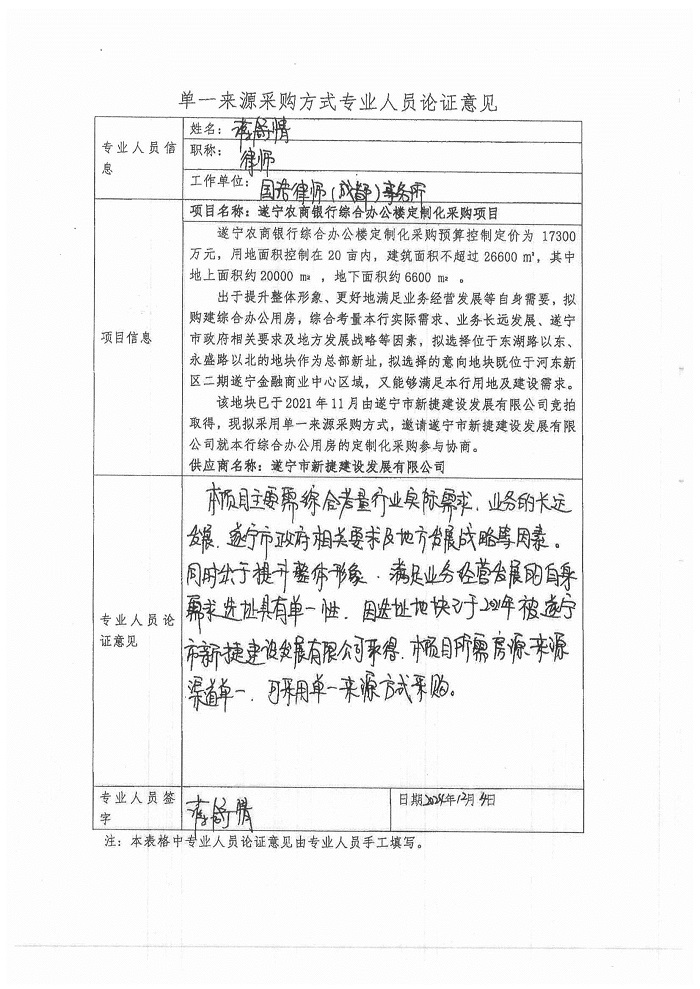 单一来源采购方式专业人员论证意见
专业人员信息
姓名：
职称：律师
工作单位：国浩律师（成都）事务所
项目信息
项目名称：遂宁农商银行综合办公楼定制化采购项目
遂宁农商银行综合办公楼定制化采购预算控制定价为 17300
万元，用地面积控制在 20 亩内，建筑面积不超过 26600 ㎡，其中
地上面积约 20000 m²，地下面积约 6600 m²。
出于提升整体形象、更好地满足业务经营发展等自身需要，拟
购建综合办公用房，综合考量本行实际需求、业务长远发展、遂宁
市政府相关要求及地方发展战略等因素，拟选择位于东湖路以东、
永盛路以北的地块作为总部新址，拟选择的意向地块既位于河东新
区二期遂宁金融商业中心区域，又能够满足本行用地及建设需求。
该地块已于 2021 年 11 月由遂宁市新捷建设发展有限公司竞拍
取得，现拟采用单一来源采购方式，邀请遂宁市新捷建设发展有限
公司就本行综合办公用房的定制化采购参与协商。
供应商名称：遂宁市新捷建设发展有限公司
专业人员论证意见
本项目主要需综合考量行业实际需求、业务的长远
发展、遂宁市政府相关要求及地方发展战略等因素。
同时出于提升整体形象、满足业务经营发展的自身
需求选址具有单一性。因选址地块已于2021年被遂宁
市新捷建设发展有限公司取得，本项目所需房源来源
渠道单一，可采用单一来源方式采购。
专业人员签字
日期2024年12月4日
注：本表格中专业人员论证意见由专业人员手工填写。